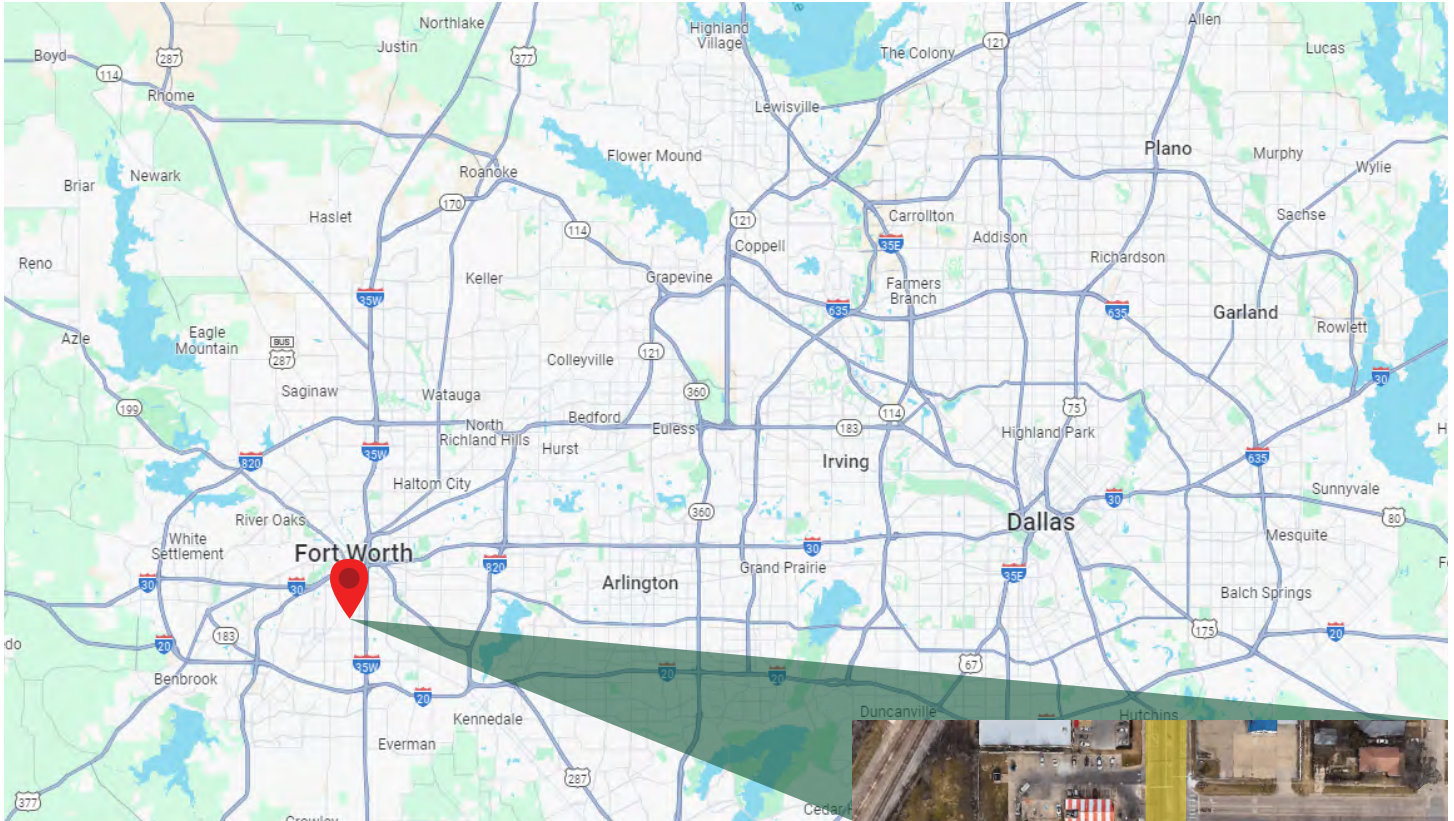 Northlake
Highland
Village
Allen
Boyd
287
Justin
377
The Colony
121
Lucas
114
Rhome
Lewisville
Plano
Murphy
Wylie
Flower Mound
Briar
Newark
Roanoke
170
Haslet
114
121
Coppell
Carrollton
35E
Addison
Sachse
Richardson
Reno
Keller
Grapevine
Farmers
Branch
35W
635
635
Garland
Rowlett
Azle
Eagle
Mountain
BUS
287
121
Colleyville
Saginaw
Watauga
360
30
199
North
Richland Hills
Bedford
Hurst
Euless
183
114
75
Highland Park
35W
820
Irving
635
Haltom City
Sunnyvale
30
River Oaks
360
Dallas
80
White
Settlement
Fort Worth
30
Mesquite
820
Grand Prairie
30
30
Arlington
35E
Balch Springs
183
175
20
20
35W
67
20
20
Benbrook
20
Kennedale
Duncanville
Hutchins
Everman
287
377